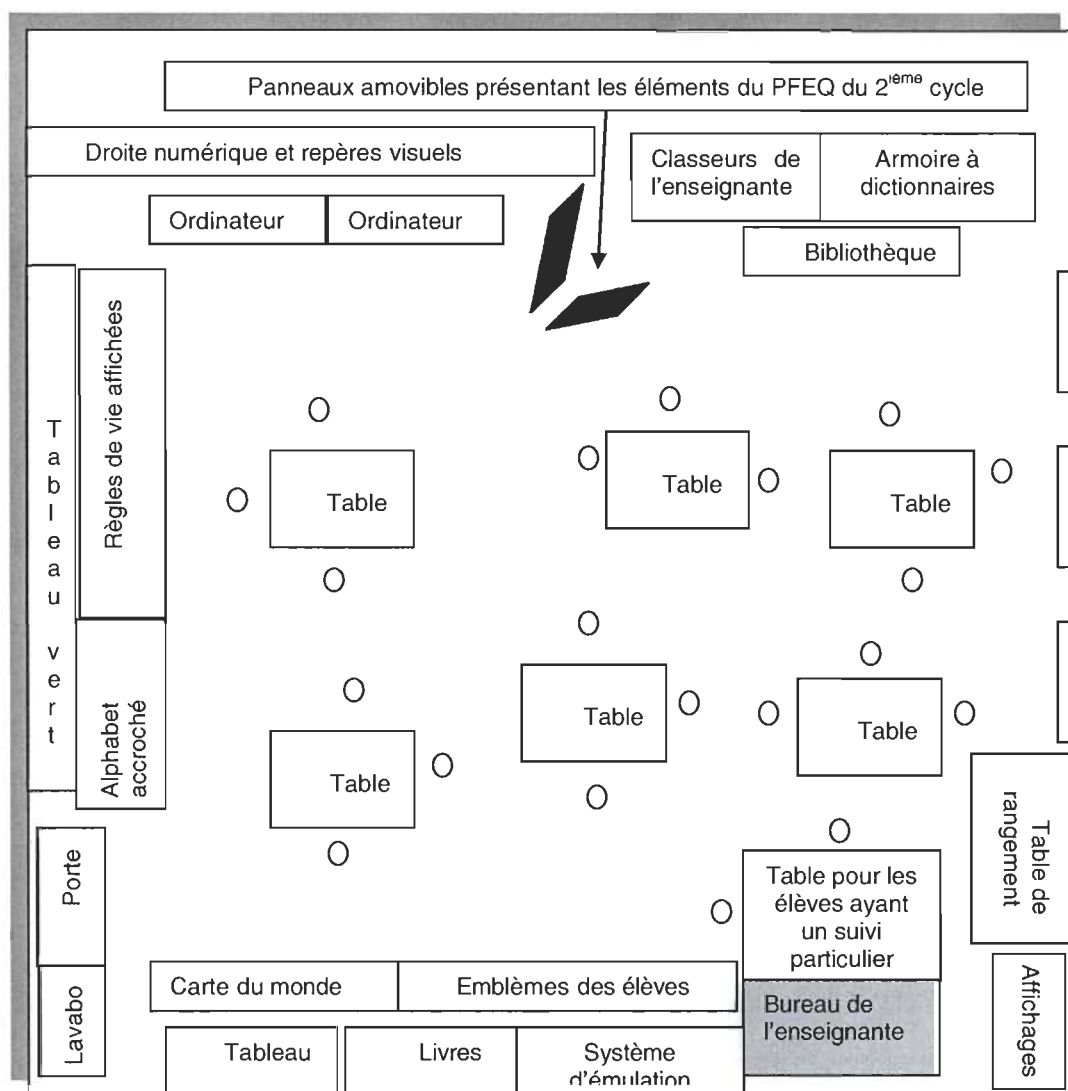 Panneaux amovibles présentant les éléments du PFEQ du 2ième cycle
Droite numérique et repères visuels
Classeurs de
l'enseignante
Armoire à
dictionnaires
Ordinateur
Ordinateur
Bibliothèque
Tableau vert
Règles de vie affichées
Table
Table
Table
Alphabet
accroché
Table
Table
Table
Table de
rangement
Porte
Table pour les
élèves ayant
un suivi
particulier
Lavabo
Carte du monde
Emblèmes des élèves
Bureau de
l'enseignante
Affichages
Tableau
Livres
Système
d'émulation